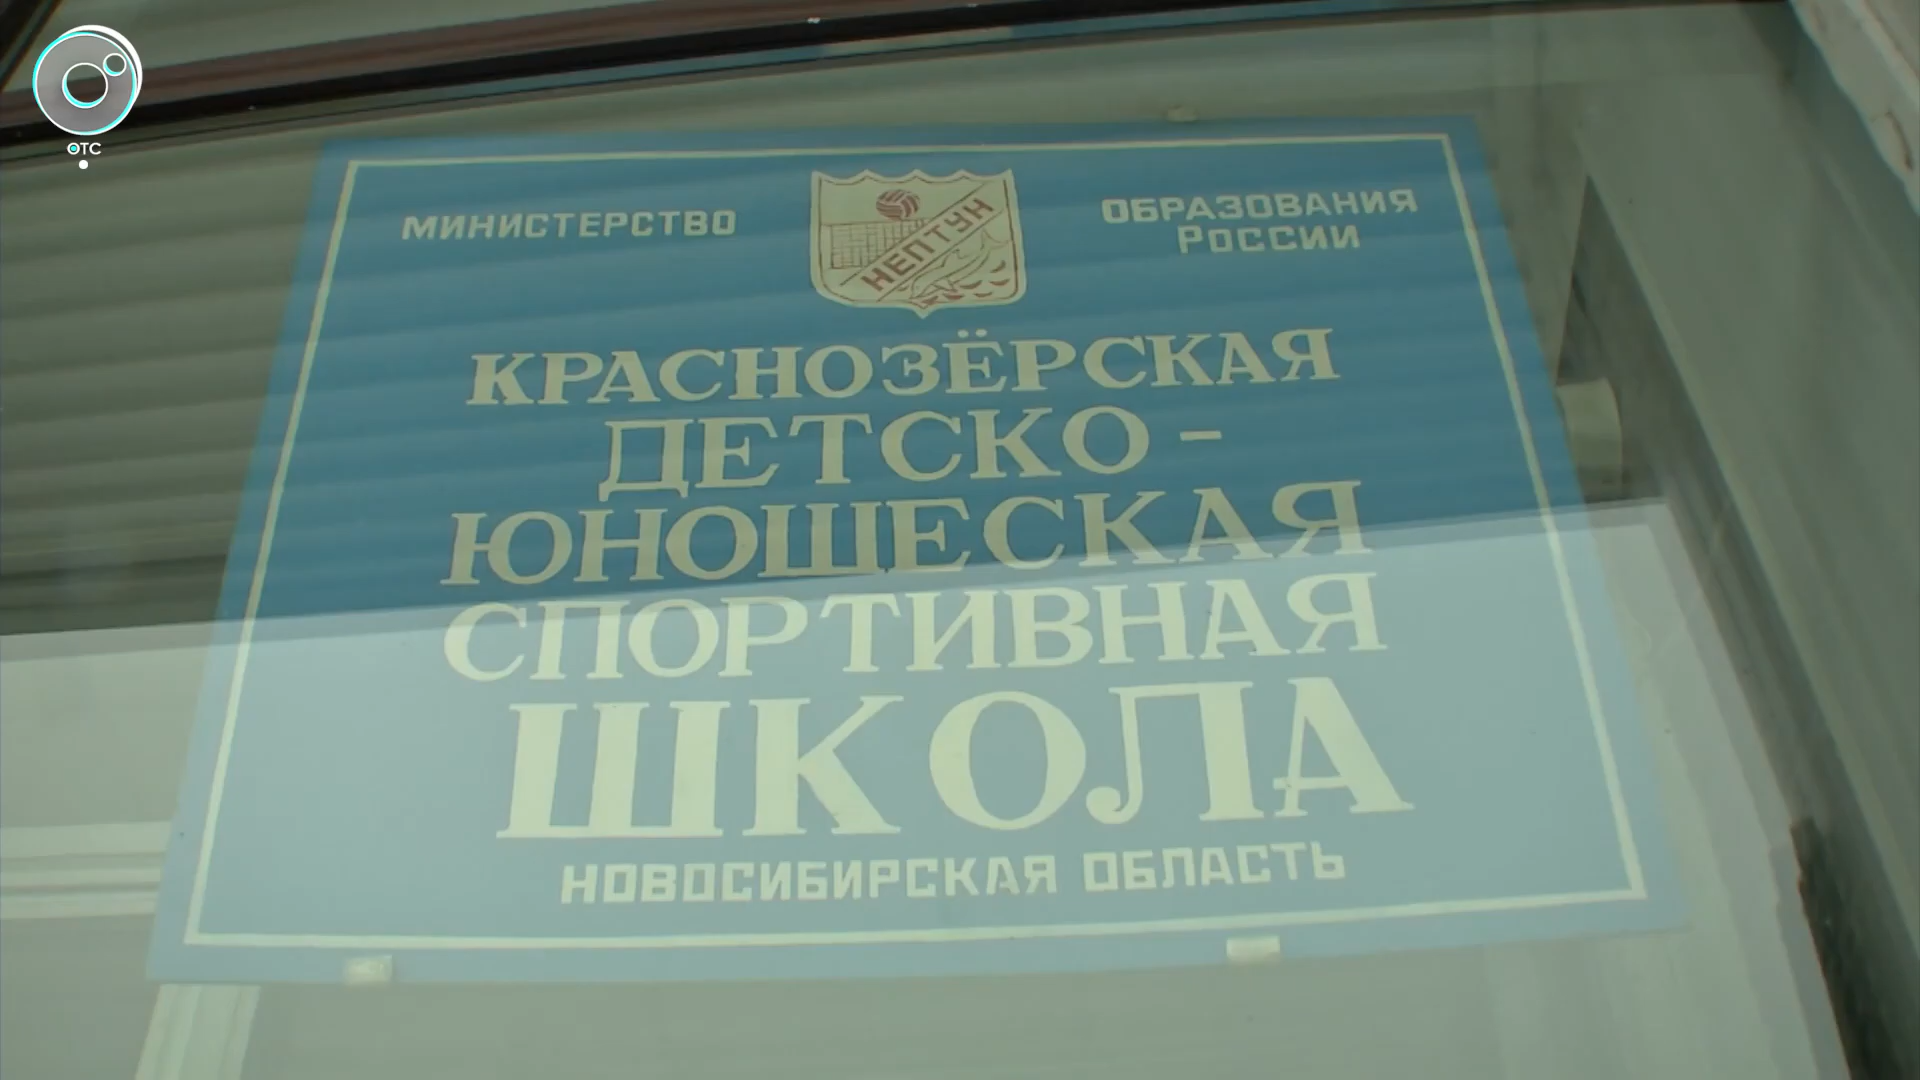 ОТС
МИНИСТЕРСТВО
ОБРАЗОВАНИЯ
РОССИИ
НЕПТУН
КРАСНОЗЁРСКАЯ
ДЕТСКО-
ЮНОШЕСКАЯ
СПОРТИВНАЯ
ШКОЛА
НОВОСИБИРСКАЯ ОБЛАСТЬ